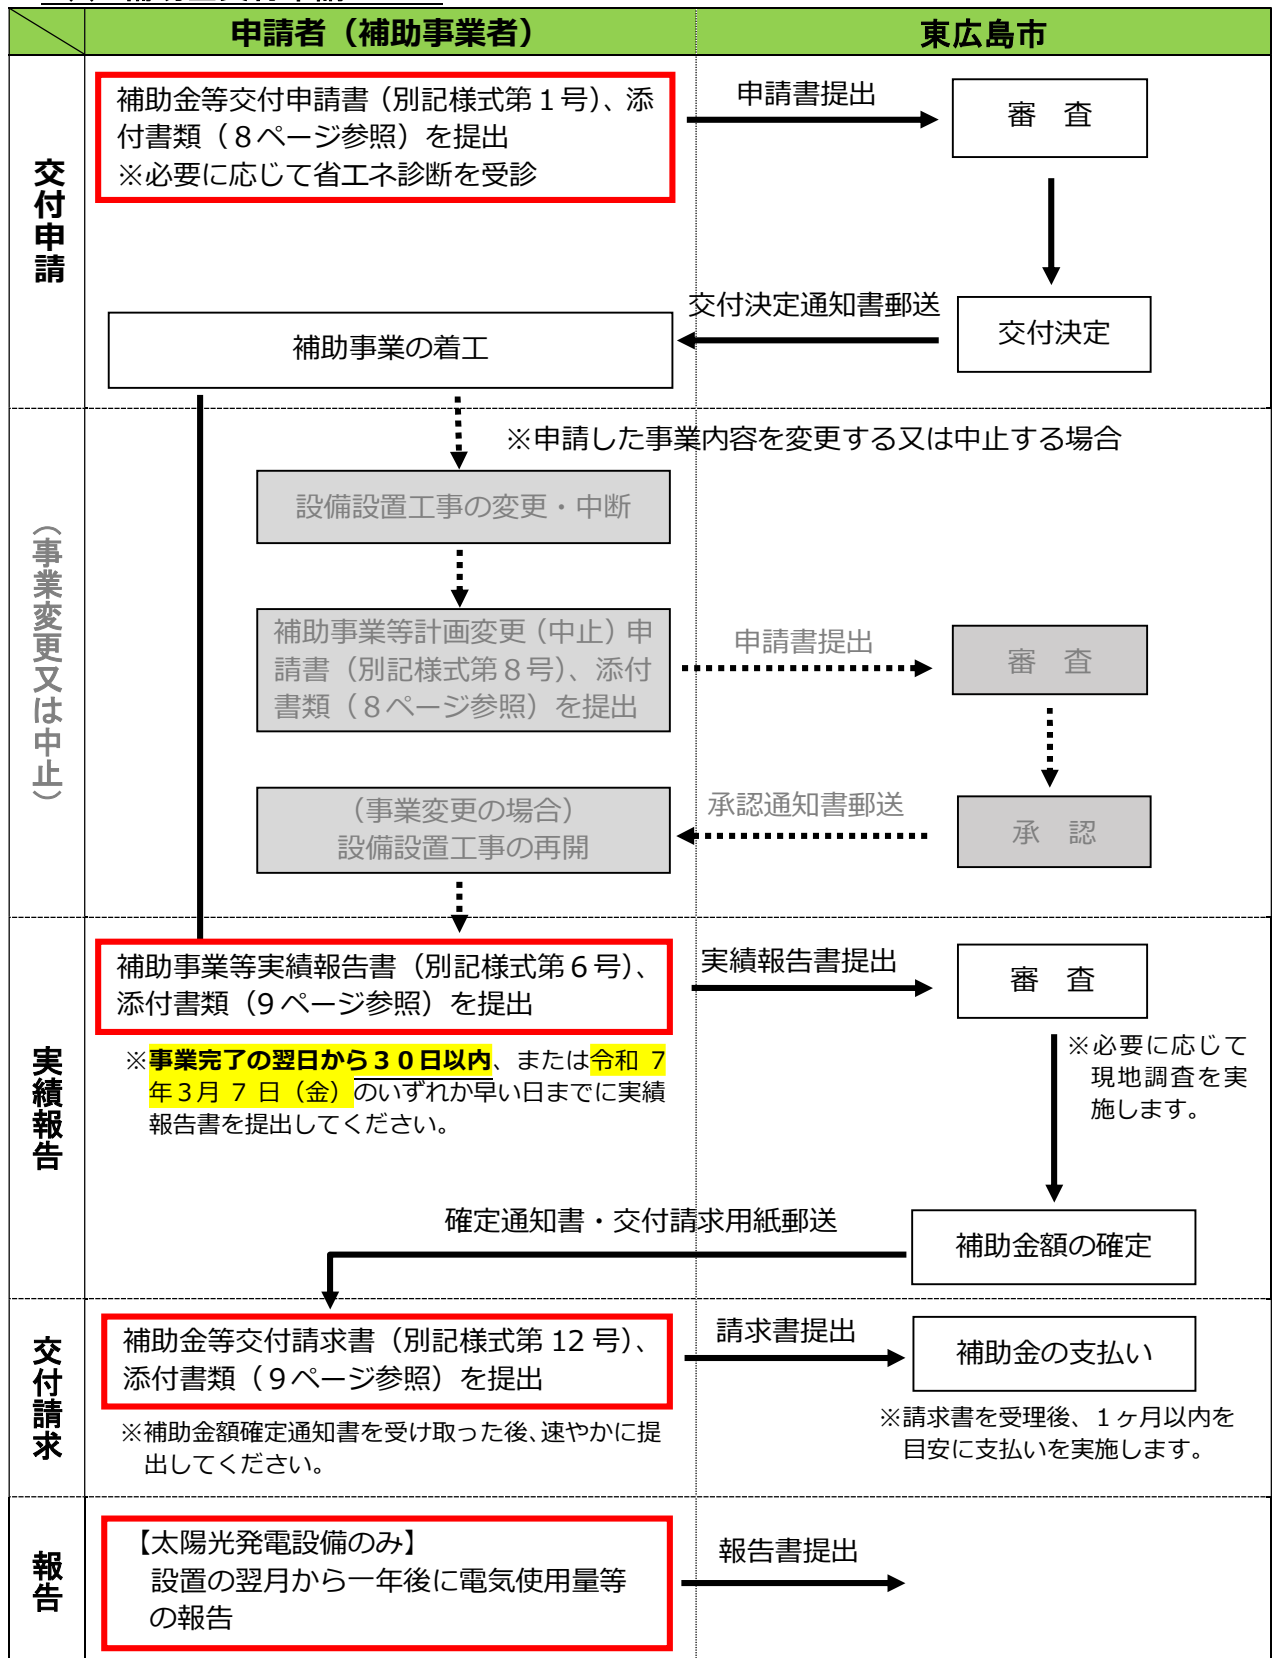 申請者（補助事業者）
東広島市
交付申請
補助金等交付申請書（別記様式第１号）、添
付書類（８ページ参照）を提出
※必要に応じて省エネ診断を受診
申請書提出
審　査
交付決定通知書郵送
交付決定
補助事業の着工
（事業変更又は中止）
※申請した事業内容を変更する又は中止する場合
設備設置工事の変更・中断
補助事業等計画変更（中止）申
請書（別記様式第８号）、添付
書類（８ページ参照）を提出
申請書提出
審　査
承認通知書郵送
承　認
（事業変更の場合）
設備設置工事の再開
実績報告
補助事業等実績報告書（別記様式第６号）、
添付書類（９ページ参照）を提出
実績報告書提出
審　査
※事業完了の翌日から３０日以内、または令和 ７
年３月 ７ 日（金）のいずれか早い日までに実績
報告書を提出してください。
※必要に応じて
現地調査を実
施します。
確定通知書・交付請求用紙郵送
補助金額の確定
交付請求
補助金等交付請求書（別記様式第 12 号）、
添付書類（９ページ参照）を提出
請求書提出
補助金の支払い
※補助金額確定通知書を受け取った後、速やかに提
出してください。
※請求書を受理後、１ヶ月以内を
目安に支払いを実施します。
報告
【太陽光発電設備のみ】
設置の翌月から一年後に電気使用量等
の報告
報告書提出